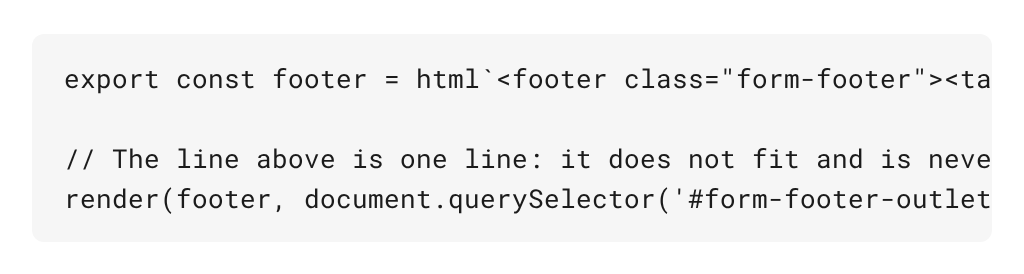 export const footer = html`<footer class="form-footer"><ta
// The line above is one line: it does not fit and is neve
render(footer, document.querySelector('#form-footer-outlet